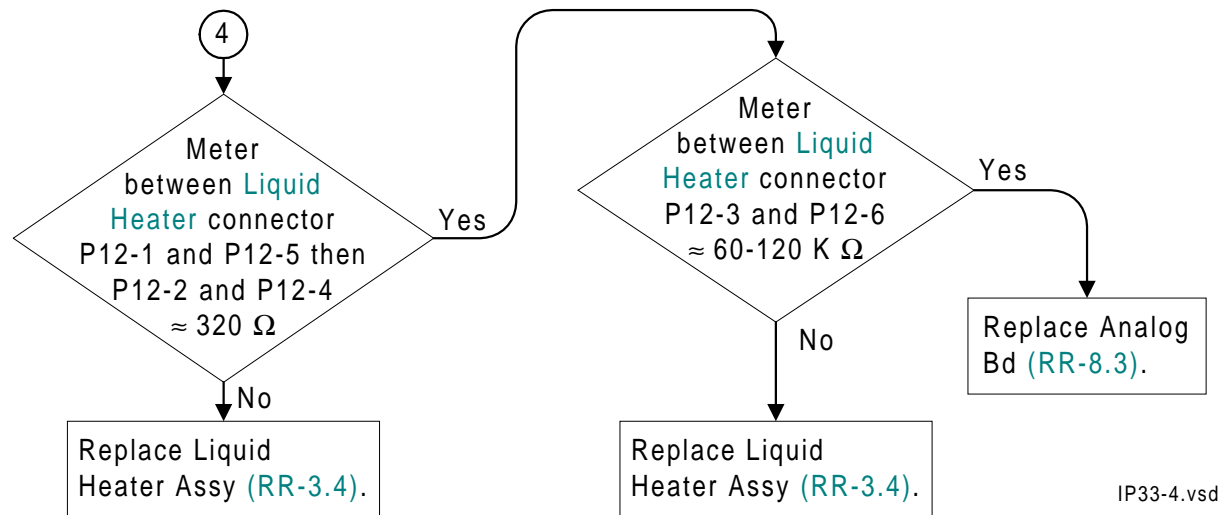 4
Meter
between Liquid
Heater connector
P12-1 and P12-5 then
P12-2 and P12-4
≈ 320 Ω
Yes
No
Replace Liquid
Heater Assy (RR-3.4).
Meter
between Liquid
Heater connector
P12-3 and P12-6
≈ 60-120 K Ω
Yes
No
Replace Liquid
Heater Assy (RR-3.4).
Replace Analog
Bd (RR-8.3).
IP33-4.vsd